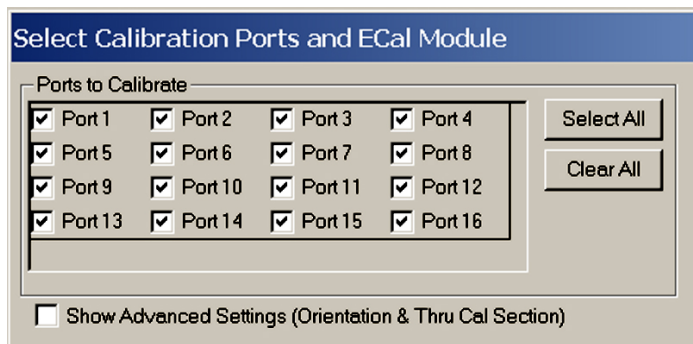 Select Calibration Ports and ECal Module
Ports to Calibrate
Port 1 Port 2 Port 3 Port 4 Select All
Port 5 Port 6 Port 7 Port 8
Clear All
Port 9 Port 10 Port 11 Port 12
Port 13 Port 14 Port 15 Port 16
Show Advanced Settings (Orientation & Thru Cal Section)